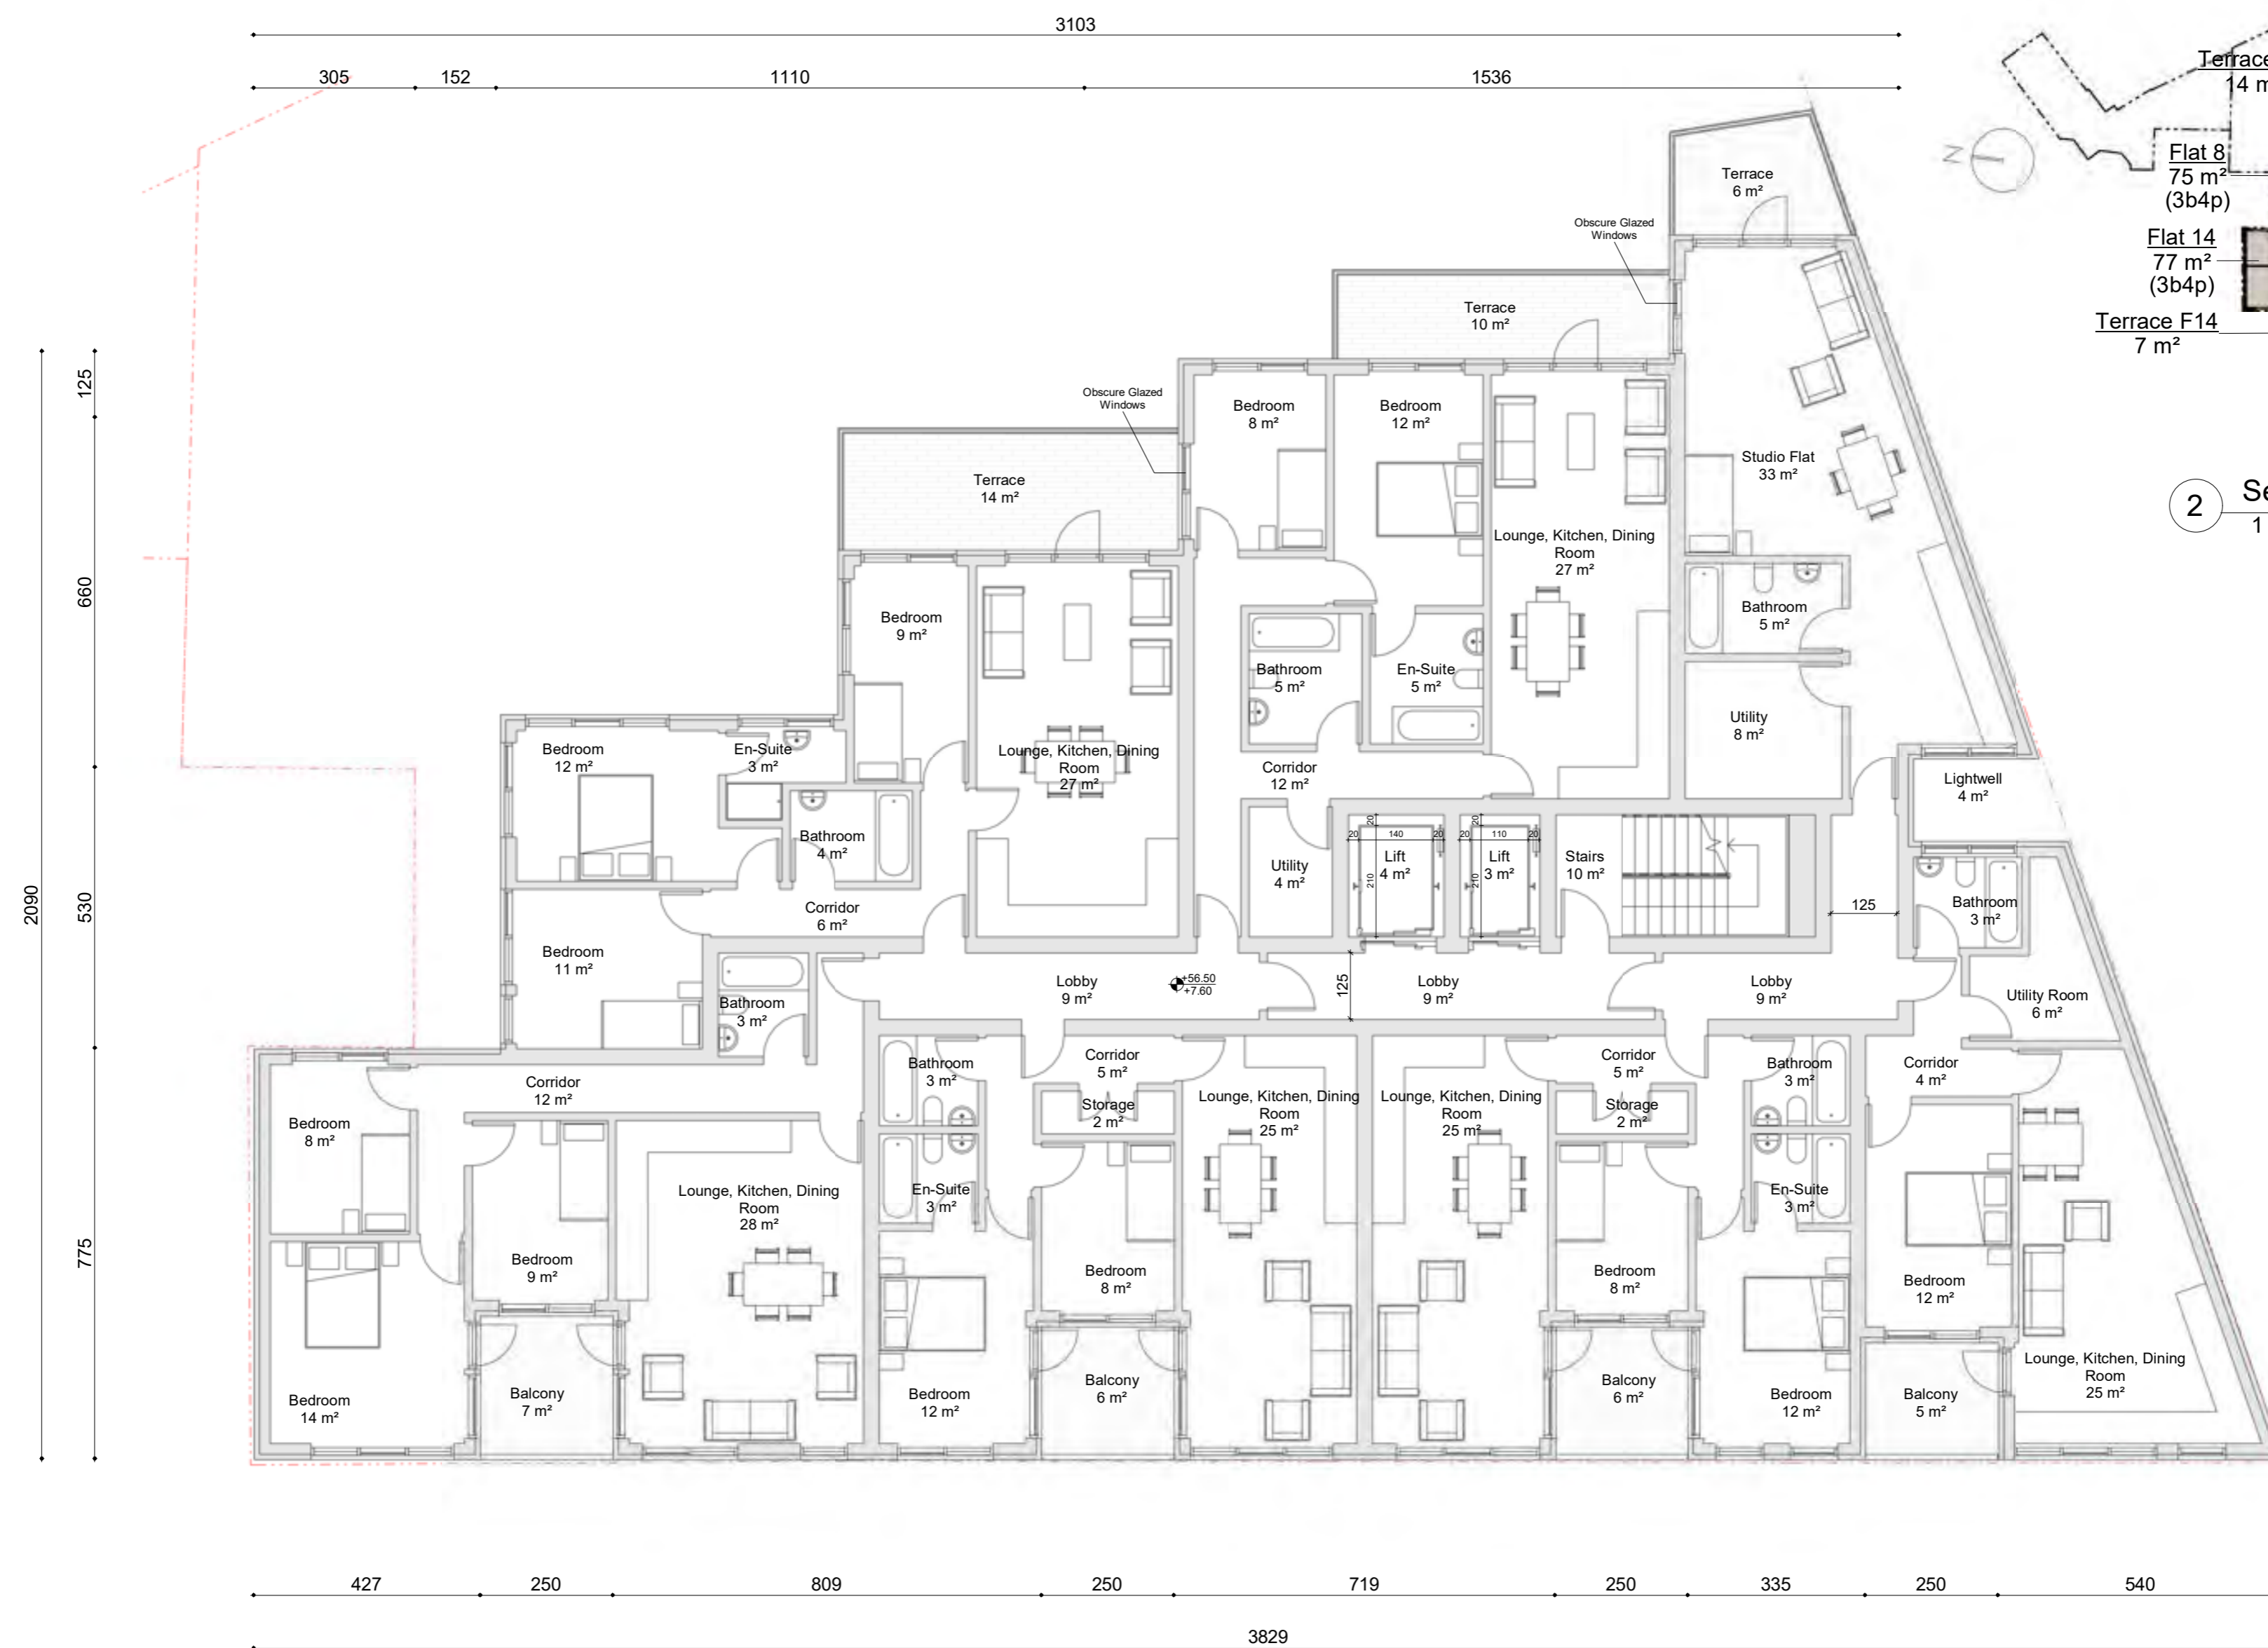 3103
305
152
1110
1536
Terrace
14 m
N
Flat 8
75 m²
(3b4p)
Flat 14
77 m²
(3b4p)
Terrace F14
7 m²
2
Se
1
Terrace
6 m²
Obscure Glazed
Windows
Terrace
10 m²
Obscure Glazed
Windows
Bedroom
8 m²
Bedroom
12 m²
Lounge, Kitchen, Dining
Room
27 m²
Studio Flat
33 m²
Terrace
14 m²
Bedroom
9 m²
Bathroom
5 m²
Bathroom
5 m²
En-Suite
5 m²
Utility
8 m²
Bedroom
12 m²
En-Suite
3 m²
Lounge, Kitchen, Dining
Room
27 m²
Corridor
12 m²
Lightwell
4 m²
Bathroom
4 m²
Utility
4 m²
20
20
140
20
Lift
4 m²
210
20
20
110
20
Lift
3 m²
210
Stairs
10 m²
125
Bathroom
3 m²
Corridor
6 m²
Bedroom
11 m²
Bathroom
3 m²
Lobby
9 m²
+56.50
+7.60
125
Lobby
9 m²
Lobby
9 m²
Utility Room
6 m²
Corridor
12 m²
Bathroom
3 m²
Corridor
5 m²
Storage
2 m²
Lounge, Kitchen, Dining
Room
25 m²
Lounge, Kitchen, Dining
Room
25 m²
Corridor
5 m²
Storage
2 m²
Bathroom
3 m²
Corridor
4 m²
Bedroom
8 m²
Lounge, Kitchen, Dining
Room
28 m²
En-Suite
3 m²
En-Suite
3 m²
Bedroom
9 m²
Bedroom
8 m²
Bedroom
8 m²
Bedroom
12 m²
Bedroom
14 m²
Balcony
7 m²
Bedroom
12 m²
Balcony
6 m²
Balcony
6 m²
Bedroom
12 m²
Balcony
5 m²
Lounge, Kitchen, Dining
Room
25 m²
125
660
530
775
2090
427
250
809
250
719
250
335
250
540
3829